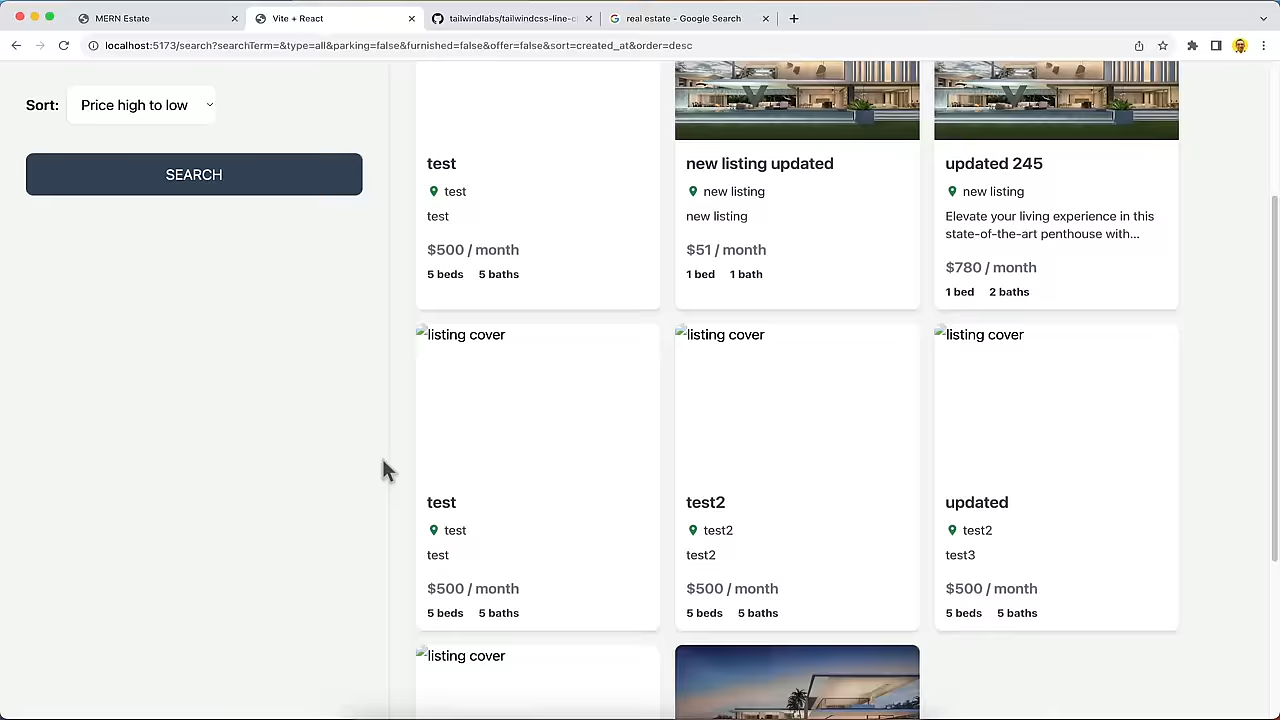 MERN Estate
Vite + React
tailwindlabs/tailwindcss-line-c
real estate - Google Search
localhost:5173/search?searchTerm=&type=all&parking=false&furnished=false&offer=false&sort=created_at&order=desc
Sort:
Price high to low
SEARCH
test
test
test
$500 / month
5 beds 5 baths
new listing updated
new listing
new listing
$51 / month
1 bed 1 bath
updated 245
new listing
Elevate your living experience in this
state-of-the-art penthouse with...
$780 / month
1 bed 2 baths
listing cover
test
test
test
$500 / month
5 beds 5 baths
listing cover
test2
test2
test2
$500 / month
5 beds 5 baths
listing cover
updated
test2
test3
$500 / month
5 beds 5 baths
listing cover